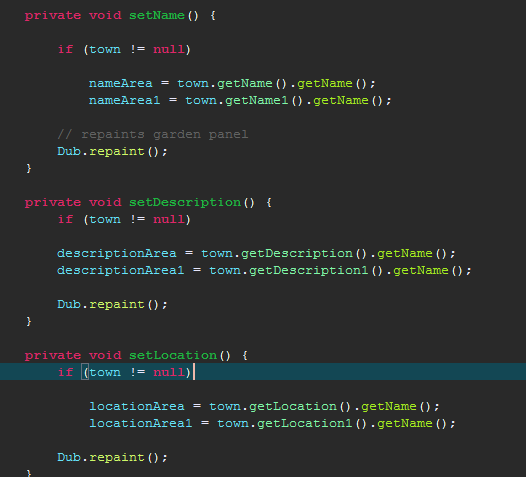 private void setName() {
if (town != null)
nameArea = town.getName().getName();
nameArea1 = town.getName1().getName();
// repaints garden panel
Dub.repaint();
}
private void setDescription() {
if (town != null)
descriptionArea = town.getDescription().getName();
descriptionArea1 = town.getDescription1().getName();
Dub.repaint();
}
private void setLocation() {
if (town != null)
locationArea = town.getLocation().getName();
locationArea1 = town.getLocation1().getName();
Dub.repaint();
}